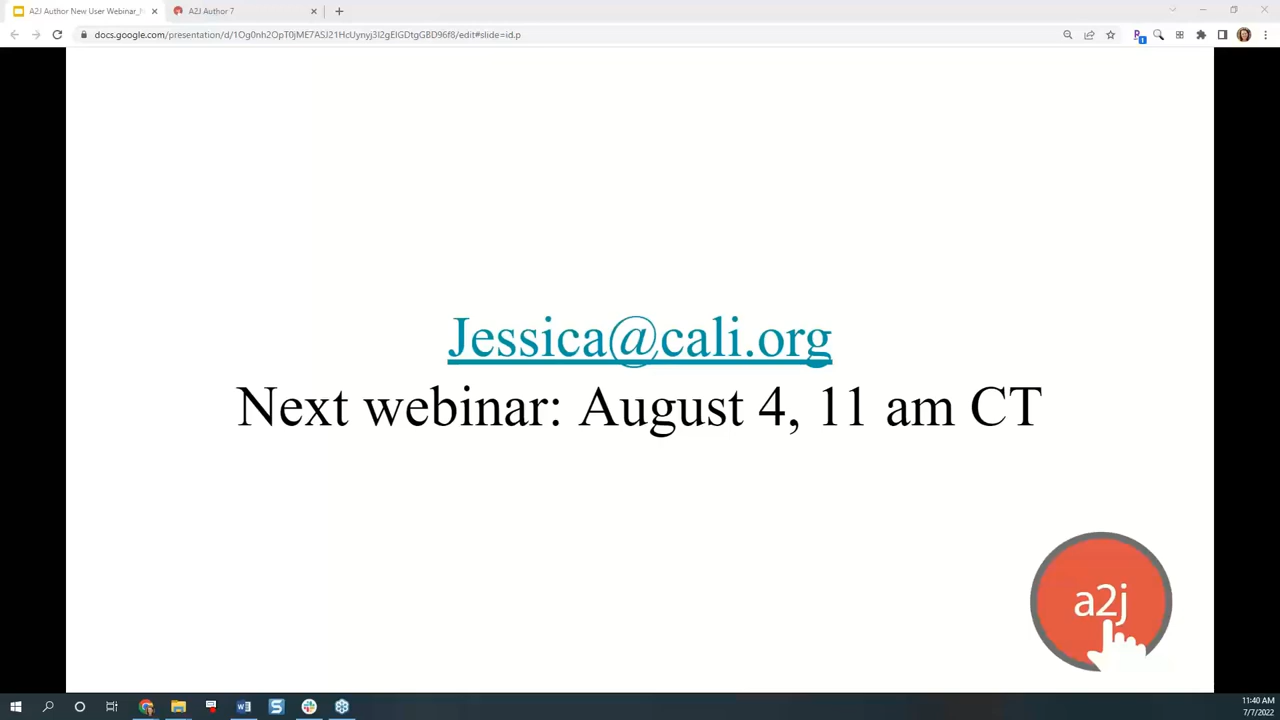 A2J Author New User Webinar_N
A2J Author 7
docs.google.com/presentation/d/1Og0nh2OpT0jME7ASJ21HcUynyj3I2gEIGDtgGBD96f8/edit#slide=id.p
Jessica@cali.org
Next webinar: August 4, 11 am CT
a2j
11:40 AM
7/7/2022